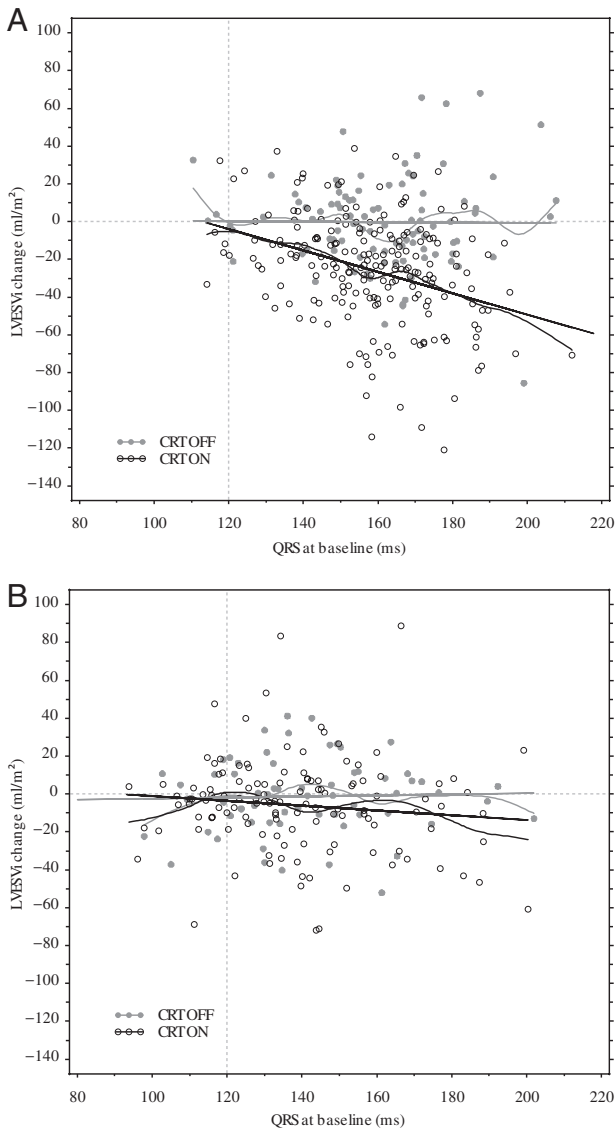 A
100
80
60
40
20
0
−20
−40
−60
−80
−100
−120
−140
LVESVi change (ml/m²)
CRT OFF
CRT ON
80 100 120 140 160 180 200 220
QRS at baseline (ms)
B
100
80
60
40
20
0
−20
−40
−60
−80
−100
−120
−140
LVESVi change (ml/m²)
CRT OFF
CRT ON
80 100 120 140 160 180 200 220
QRS at baseline (ms)